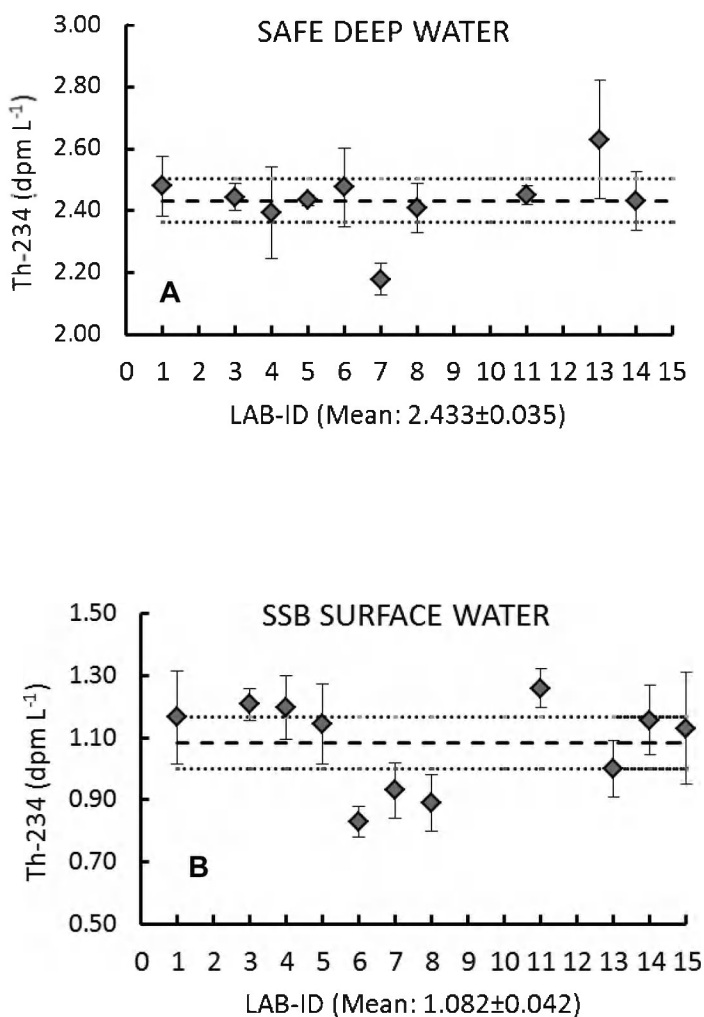 SAFE DEEP WATER
3.00
2.80
2.60
2.40
2.20
2.00
Th-234 (dpm L-1)
A
0 1 2 3 4 5 6 7 8 9 10 11 12 13 14 15
LAB-ID (Mean: 2.433±0.035)
SSB SURFACE WATER
1.50
1.30
1.10
0.90
0.70
0.50
Th-234 (dpm L-1)
B
0 1 2 3 4 5 6 7 8 9 10 11 12 13 14 15
LAB-ID (Mean: 1.082±0.042)